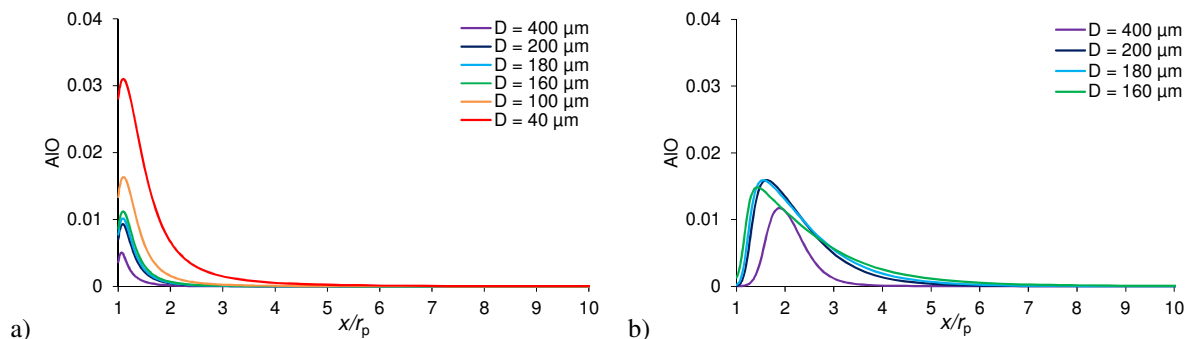 0.04
0.03
0.02
0.01
0
AlO
D = 400 µm
D = 200 µm
D = 180 µm
D = 160 µm
D = 100 µm
D = 40 µm
1 2 3 4 5 6 7 8 9 10
x/rp
a)
0.04
0.03
0.02
0.01
0
AlO
D = 400 µm
D = 200 µm
D = 180 µm
D = 160 µm
1 2 3 4 5 6 7 8 9 10
x/rp
b)